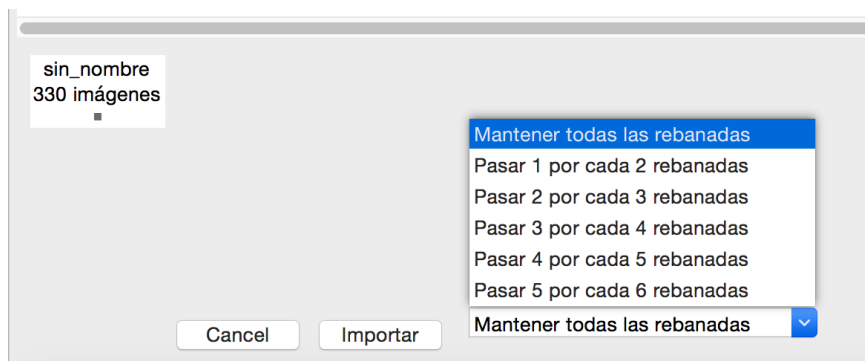 sin_nombre
330 imágenes
Mantener todas las rebanadas
Pasar 1 por cada 2 rebanadas
Pasar 2 por cada 3 rebanadas
Pasar 3 por cada 4 rebanadas
Pasar 4 por cada 5 rebanadas
Pasar 5 por cada 6 rebanadas
Cancel
Importar
Mantener todas las rebanadas